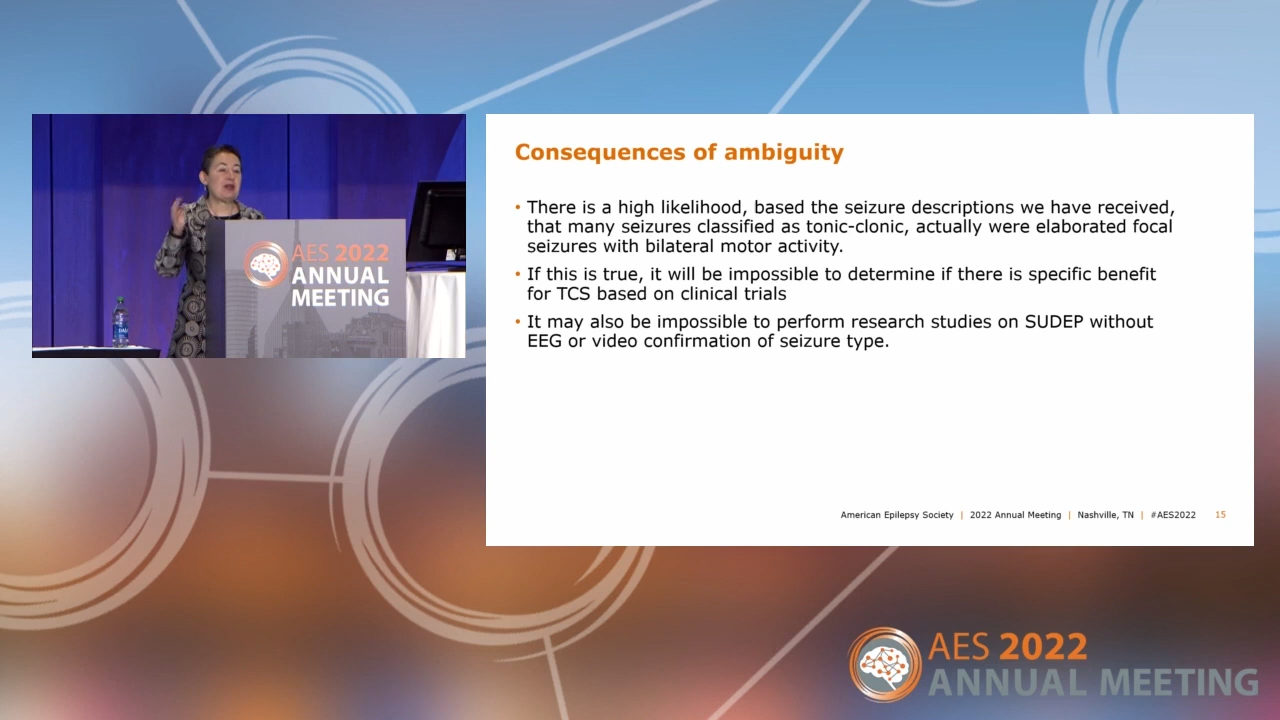 AES 2022
ANNUAL
MEETING
Consequences of ambiguity
• There is a high likelihood, based the seizure descriptions we have received,
that many seizures classified as tonic-clonic, actually were elaborated focal
seizures with bilateral motor activity.
• If this is true, it will be impossible to determine if there is specific benefit
for TCS based on clinical trials
• It may also be impossible to perform research studies on SUDEP without
EEG or video confirmation of seizure type.
American Epilepsy Society | 2022 Annual Meeting | Nashville, TN | #AES2022 15
AES 2022
ANNUAL MEETING